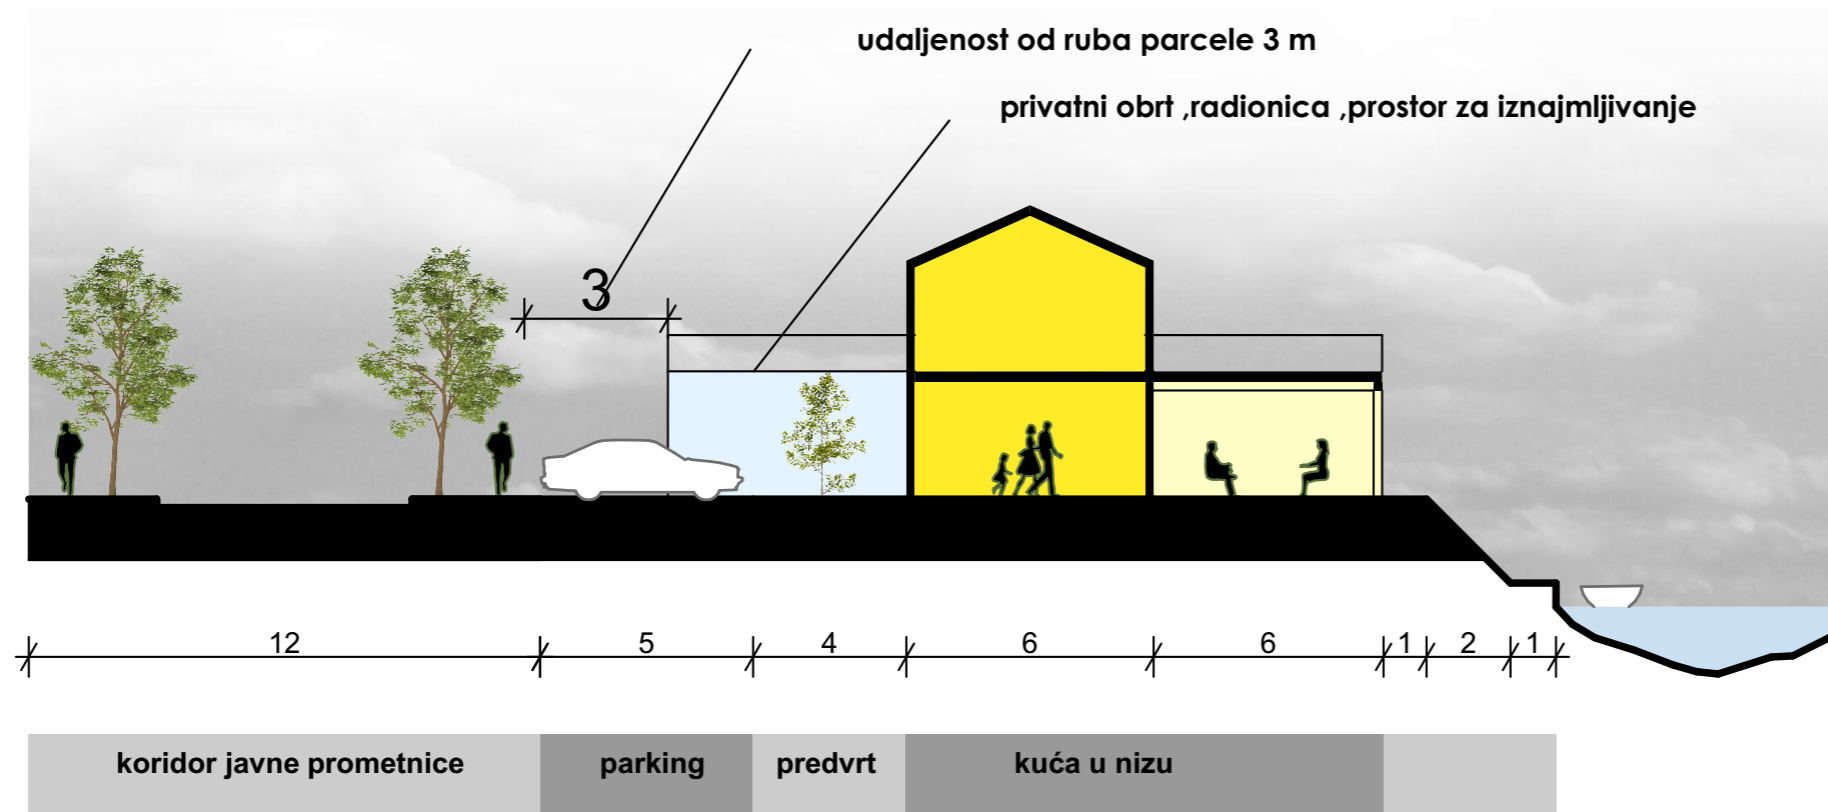 udaljenost od ruba parcele 3 m
privatni obrt ,radionica ,prostor za iznajmljivanje
3
12 5 4 6 6 1 2 1
koridor javne prometnice parking predvrt kuća u nizu